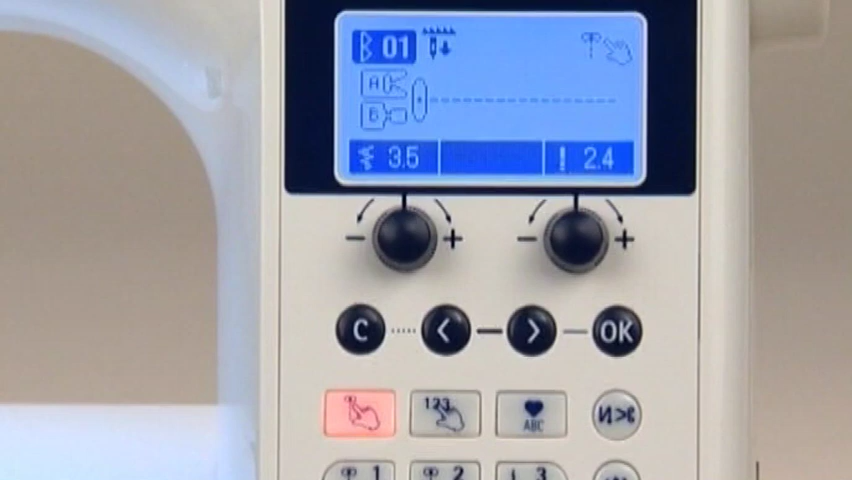 01
A
B
3.5 2.4
− + − +
C < > OK
123 ABC
1 2 3